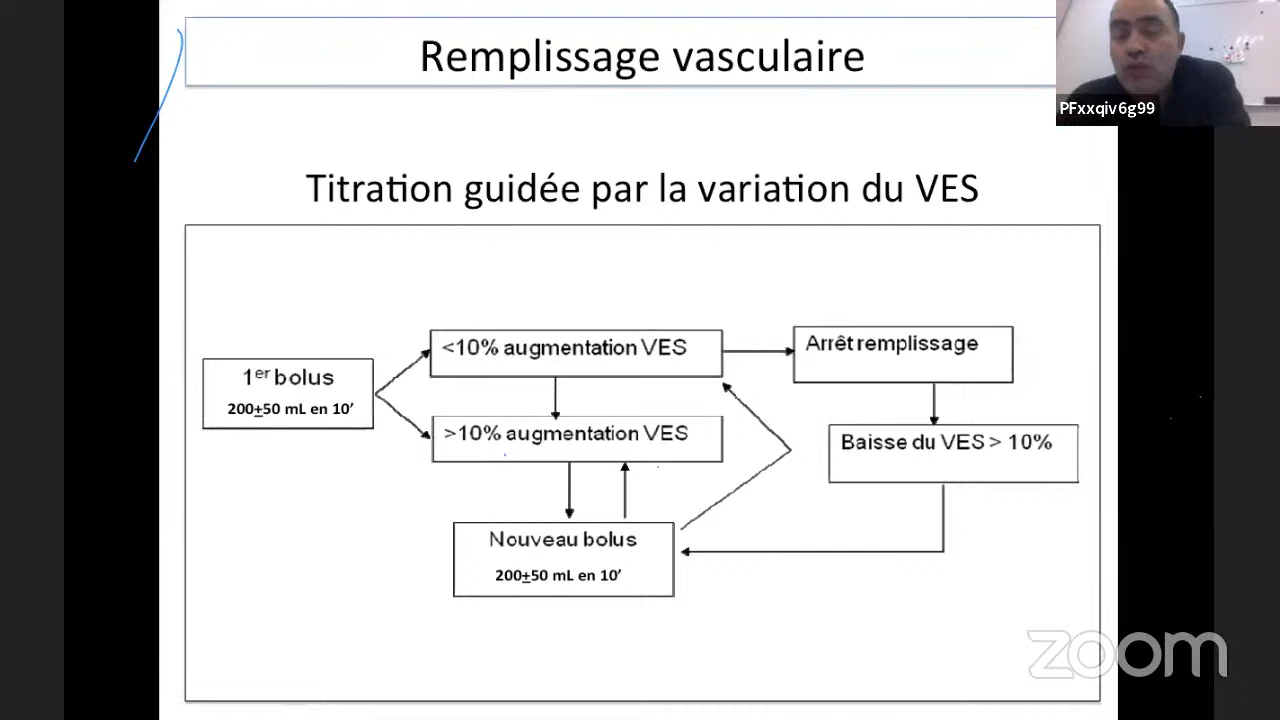 Remplissage vasculaire
PFxxqiv6g99
Titration guidée par la variation du VES
<10% augmentation VES
Arrêt remplissage
1er bolus
200±50 mL en 10’
>10% augmentation VES
Baisse du VES > 10%
Nouveau bolus
200±50 mL en 10’
zoom